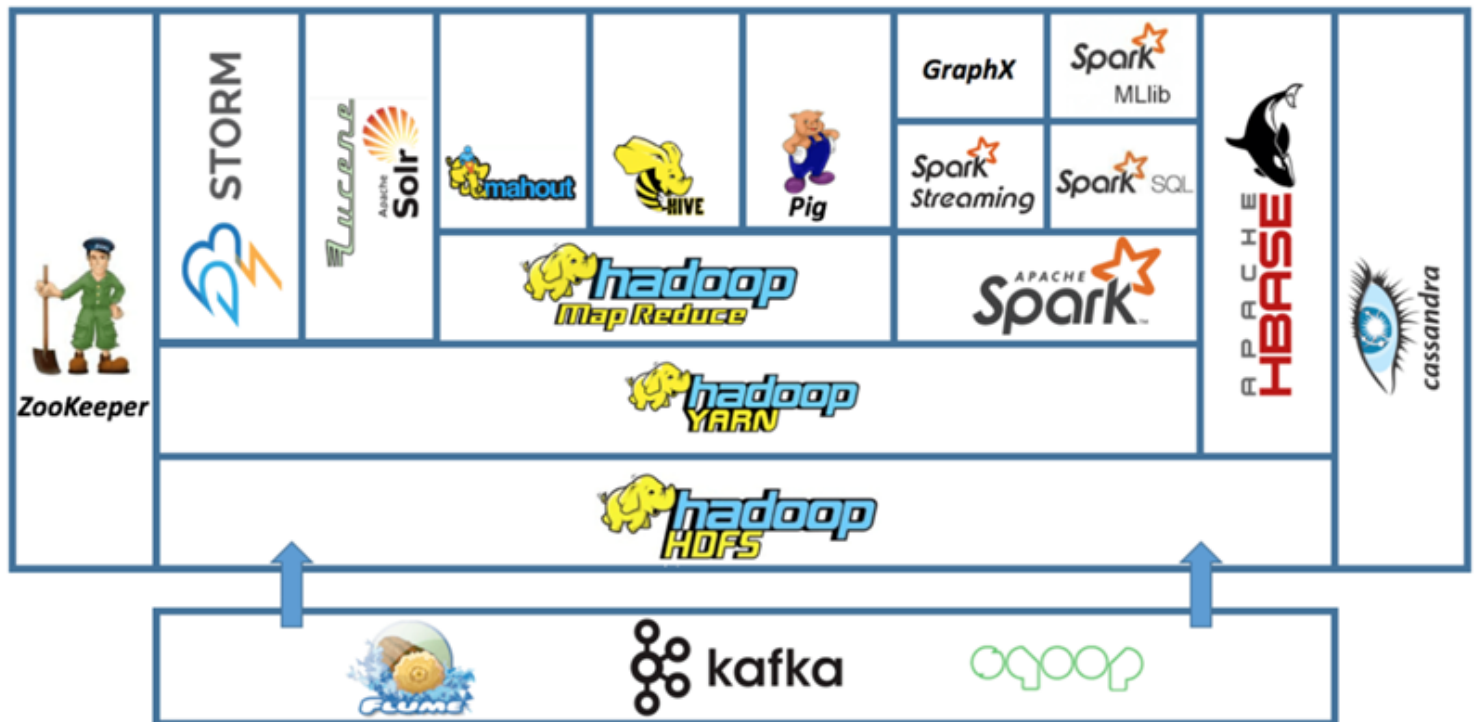 ZooKeeper
STORM
Lucene
Apache
Solr
mahout
HIVE
Pig
GraphX
Spark
MLlib
Spark
Streaming
Spark SQL
hadoop
Map Reduce
APACHE
Spark™
APACHE
HBASE
cassandra
hadoop
YARN
hadoop
HDFS
FLUME
kafka
sqoop